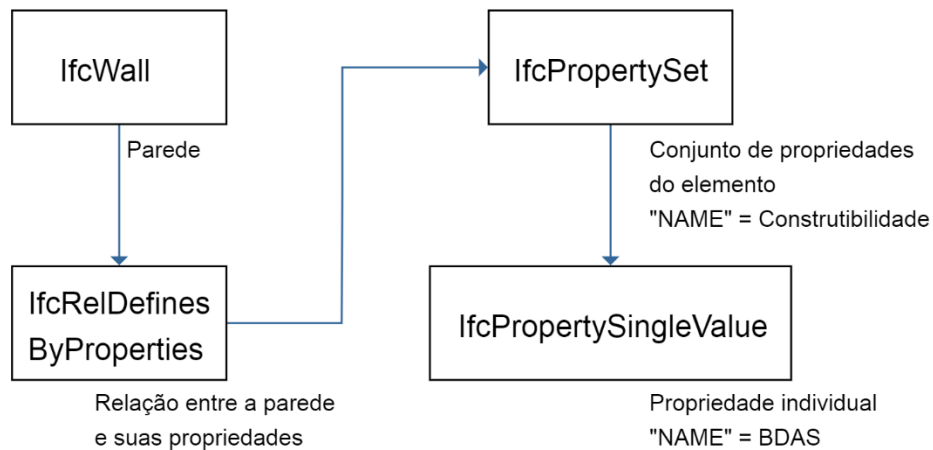 IfcWall
Parede
IfcRelDefines
ByProperties
Relação entre a parede
e suas propriedades
IfcPropertySet
Conjunto de propriedades
do elemento
"NAME" = Construtibilidade
IfcPropertySingleValue
Propriedade individual
"NAME" = BDAS